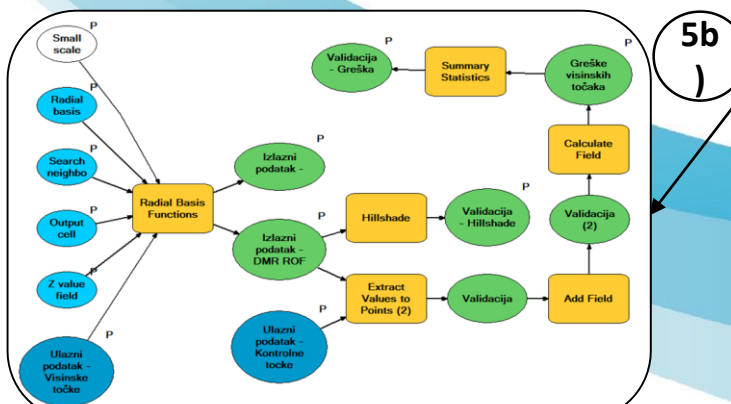 P
Small
scale
P
Radial
basis
P
Search
neighbo
P
Output
cell
P
Z value
field
P
Ulazni
podatak -
Visinske
točke
Radial Basis
Functions
P
Izlazni
podatak -
P
Izlazni
podatak -
DMR ROF
P
Ulazni
podatak -
Kontrolne
tocke
Hillshade
P
Validacija
- Hillshade
Extract
Values to
Points (2)
Validacija
Add Field
Validacija
(2)
Calculate
Field
P
Greške
visinskih
točaka
Summary
Statistics
P
Validacija
- Greška
5b
)